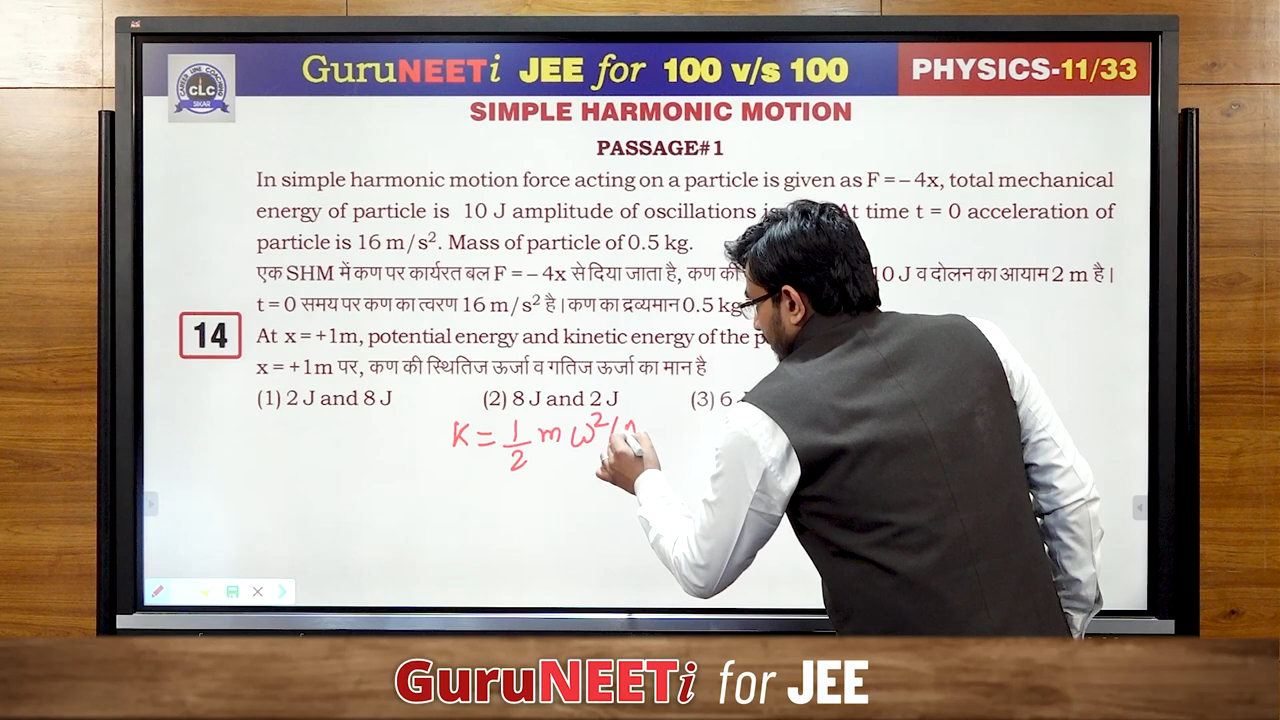 GuruNEETi JEE for 100 v/s 100 PHYSICS-11/33
CLC
SIKAR
SIMPLE HARMONIC MOTION
PASSAGE#1
In simple harmonic motion force acting on a particle is given as F = – 4x, total mechanical
energy of particle is 10 J amplitude of oscillations is At time t = 0 acceleration of
particle is 16 m/s². Mass of particle of 0.5 kg.
एक SHM में कण पर कार्यरत बल F = – 4x से दिया जाता है, कण की 10 J व दोलन का आयाम 2 m है।
t = 0 समय पर कण का त्वरण 16 m/s² है। कण का द्रव्यमान 0.5 kg
14 At x = +1m, potential energy and kinetic energy of the
x = +1m पर, कण की स्थितिज ऊर्जा व गतिज ऊर्जा का मान है
(1) 2 J and 8 J (2) 8 J and 2 J (3) 6
K = 1/2 m ω² (
GuruNEETi for JEE